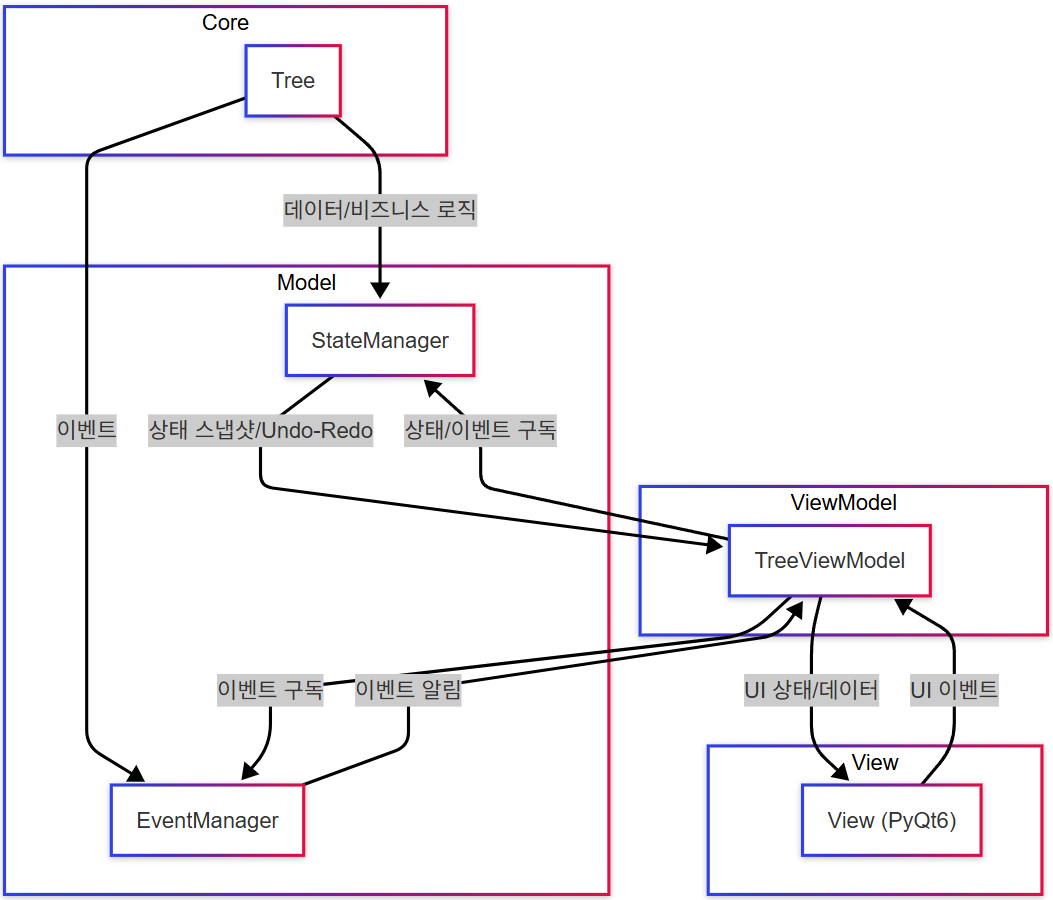 Core
Tree
데이터/비즈니스 로직
Model
StateManager
이벤트
상태 스냅샷/Undo-Redo
상태/이벤트 구독
ViewModel
TreeViewModel
이벤트 구독
이벤트 알림
UI 상태/데이터
UI 이벤트
View
EventManager
View (PyQt6)